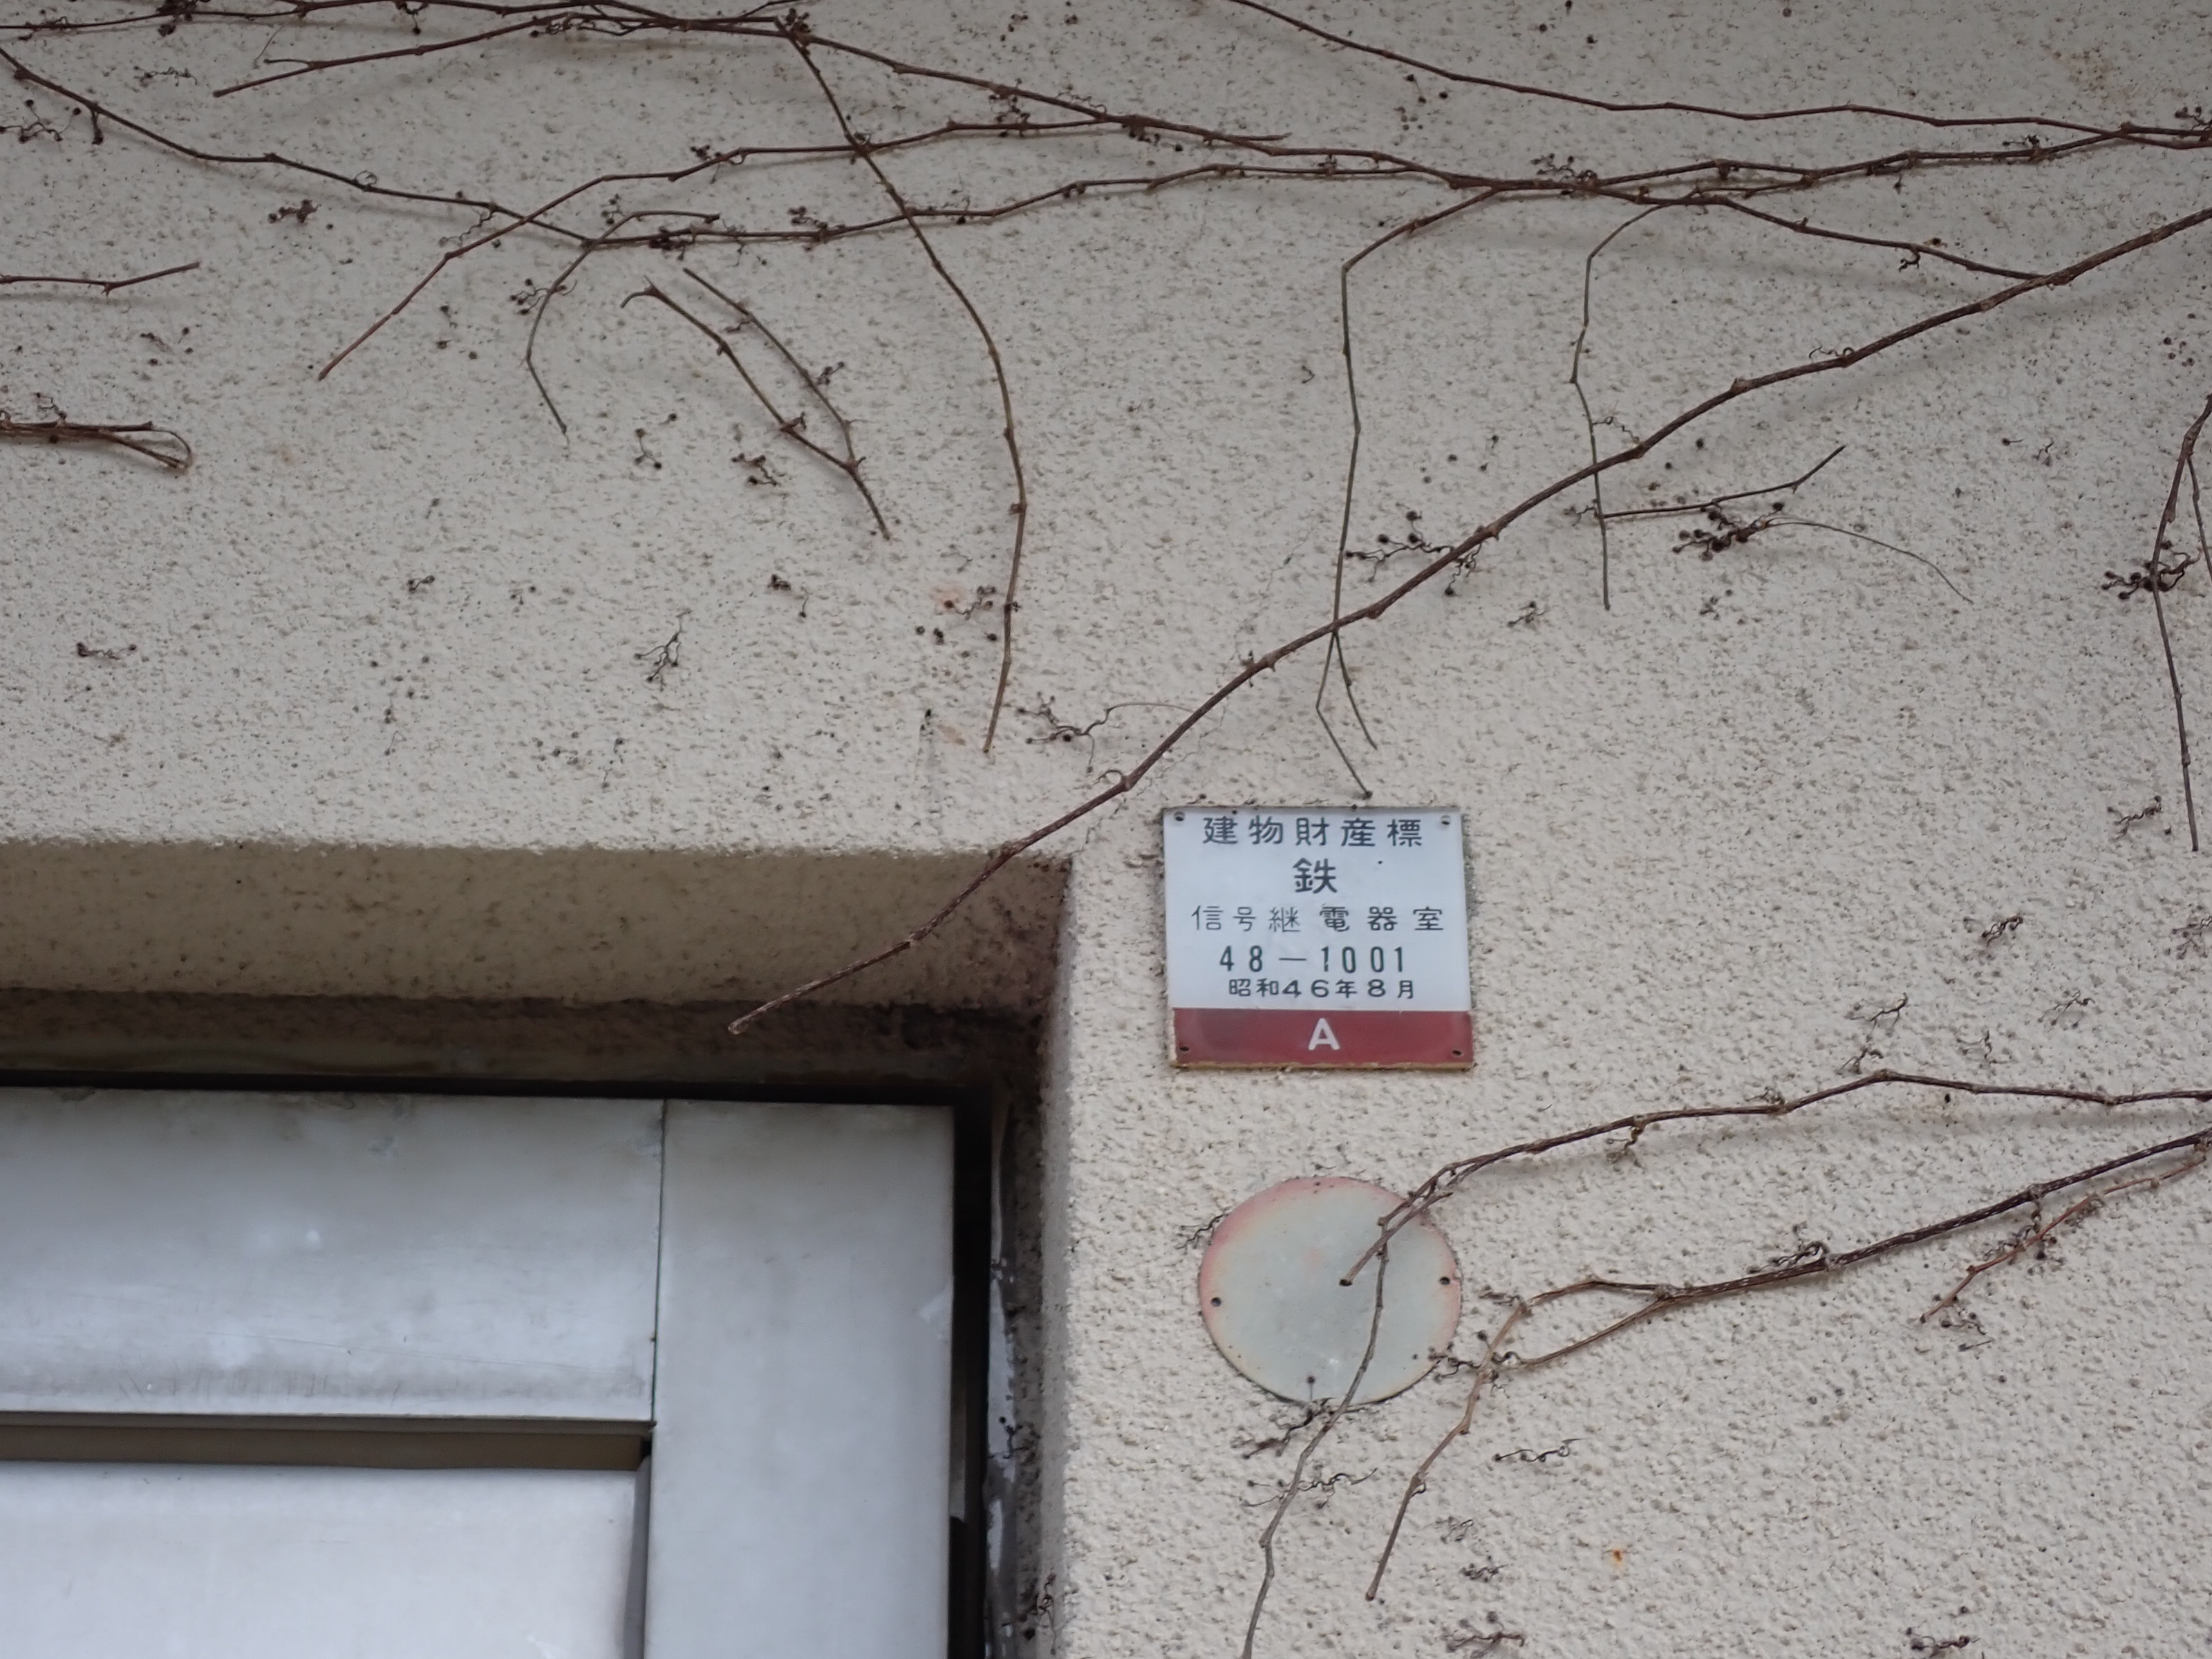 建物財産標
鉄
信号継電器室
48-1001
昭和46年8月
A